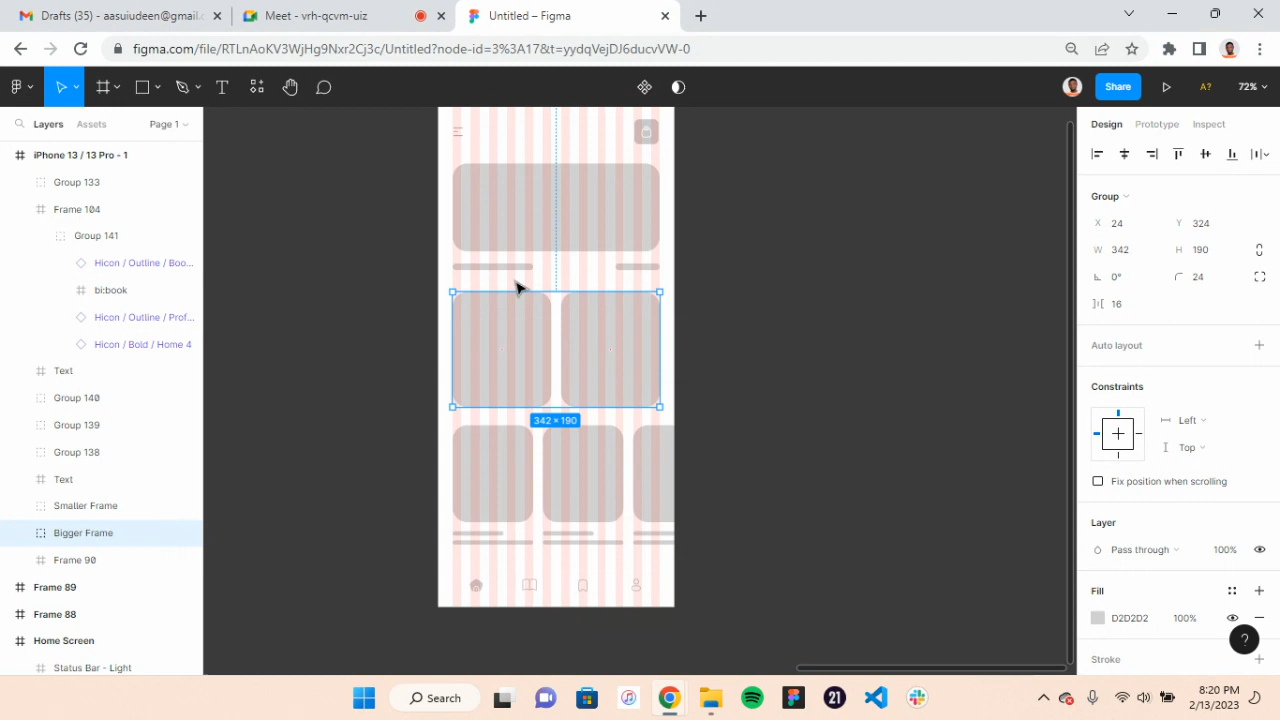 Drafts (35) - aasuiudeen@gmail
Meet - vrh-qcvm-uiz
Untitled – Figma
figma.com/file/RTLnAoKV3WjHg9Nxr2Cj3c/Untitled?node-id=3%3A17&t=yydqVejDJ6ducvVW-0
Share
A?
72%
Layers
Assets
Page 1
Design
Prototype
Inspect
iPhone 13 / 13 Pro - 1
Group 133
Group
Frame 104
X 24
Y 324
Group 141
W 342
H 190
Hicon / Outline / Boo...
0°
24
bi:book
16
Hicon / Outline / Prof...
Hicon / Bold / Home 4
Auto layout
Text
Constraints
Group 140
Left
342 × 190
Group 139
Top
Group 138
Text
Fix position when scrolling
Smaller Frame
Layer
Bigger Frame
Pass through
100%
Frame 90
Frame 89
Fill
Frame 88
D2D2D2
100%
Home Screen
?
Stroke
Status Bar - Light
Search
21
8:20 PM
2/13/2023